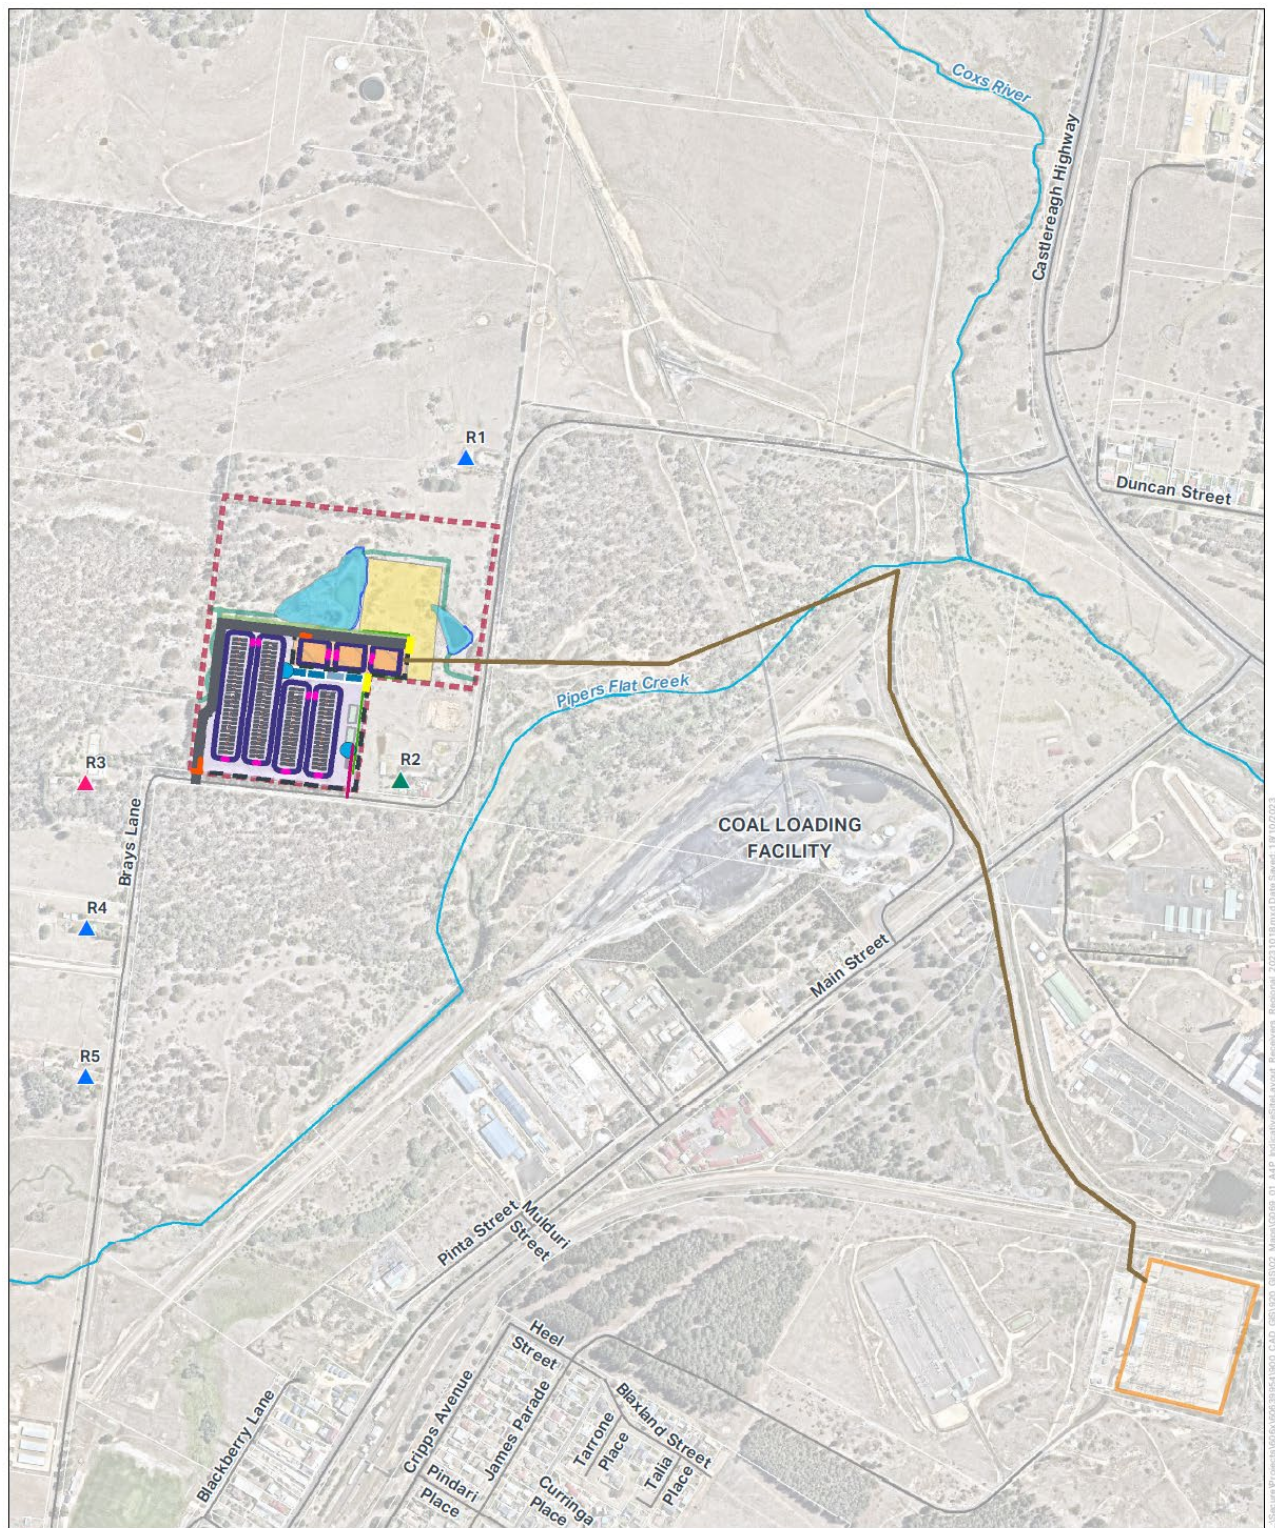 Coxs River
Castlereagh Highway
R1
Duncan Street
Pipers Flat Creek
R3
R2
Brays Lane
COAL LOADING
FACILITY
R4
Main Street
R5
Pinta Street
Mulduri
Street
Heel
Street
Cripps Avenue
James Parade
Blaxland Street
Tarrone
Place
Talia
Place
Blackberry Lane
Pindari
Place
Curringa
Place